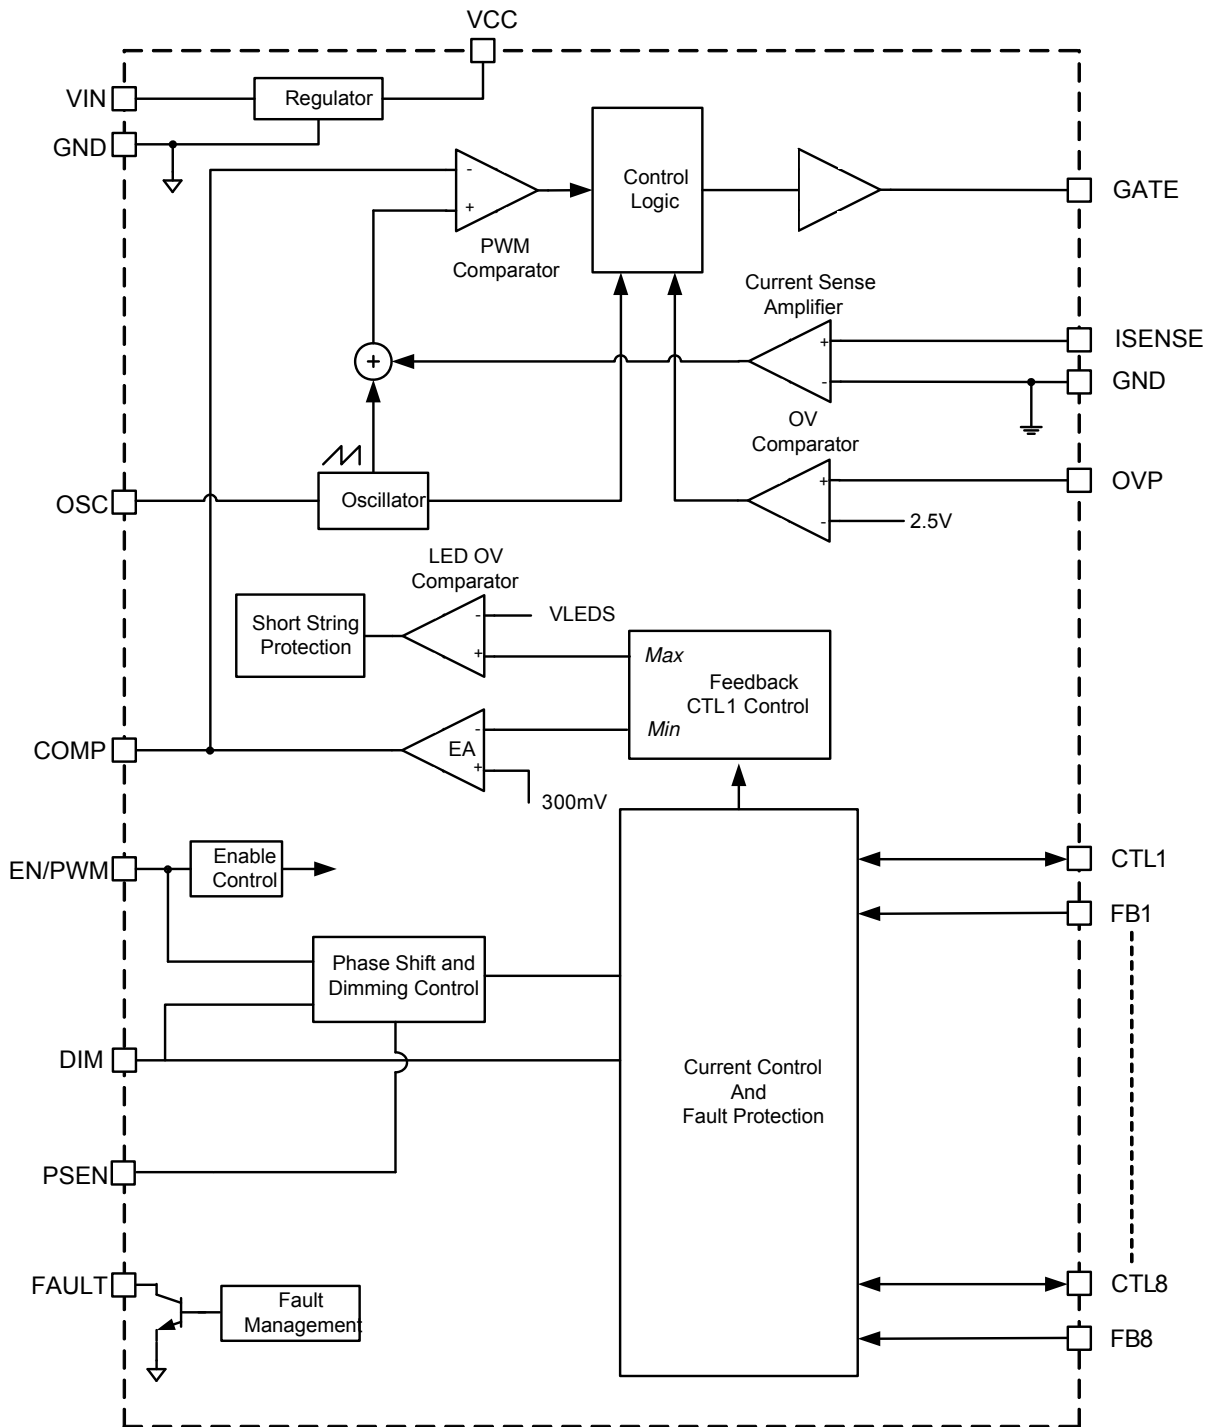 VCC
VIN
Regulator
GND
-
+
PWM
Comparator
Control
Logic
GATE
Current Sense
Amplifier
+
-
ISENSE
GND
+
OV
Comparator
+
-
OVP
2.5V
OSC
Oscillator
LED OV
Comparator
-
+
VLEDS
Short String
Protection
Max
Feedback
CTL1 Control
Min
COMP
-
EA
+
300mV
EN/PWM
Enable
Control
CTL1
FB1
Phase Shift and
Dimming Control
DIM
Current Control
And
Fault Protection
PSEN
FAULT
Fault
Management
CTL8
FB8